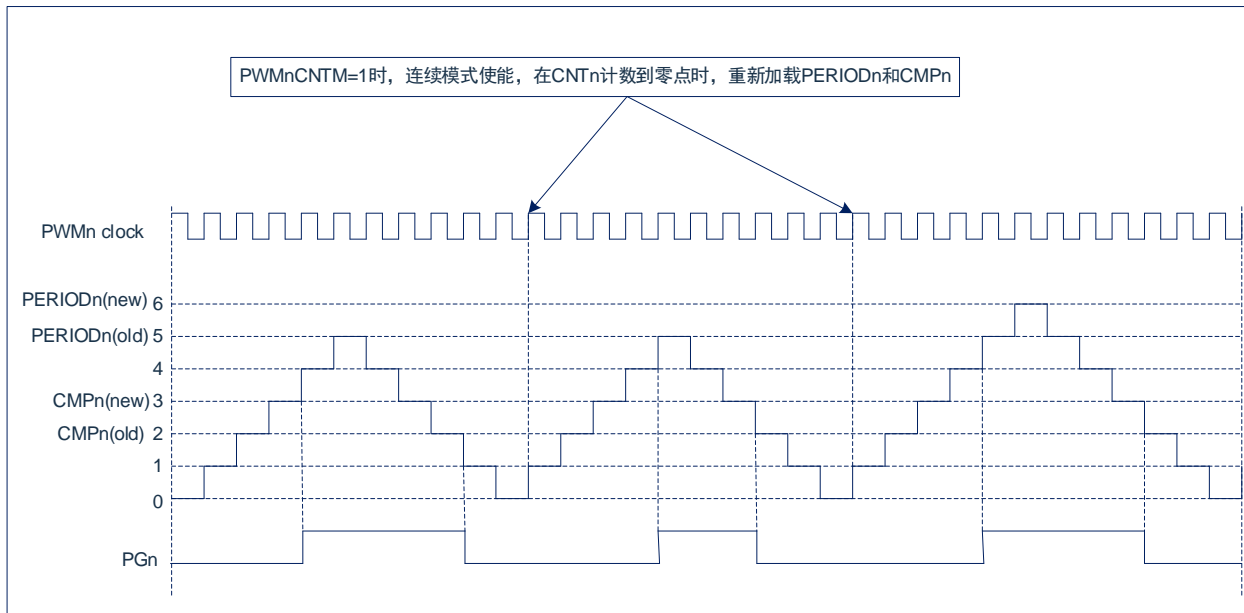 PWMnCNTM=1时，连续模式使能，在CNTn计数到零点时，重新加载PERIODn和CMPn
PWMn clock
PERIODn(new) 6
PERIODn(old) 5
4
CMPn(new) 3
CMPn(old) 2
1
0
PGn